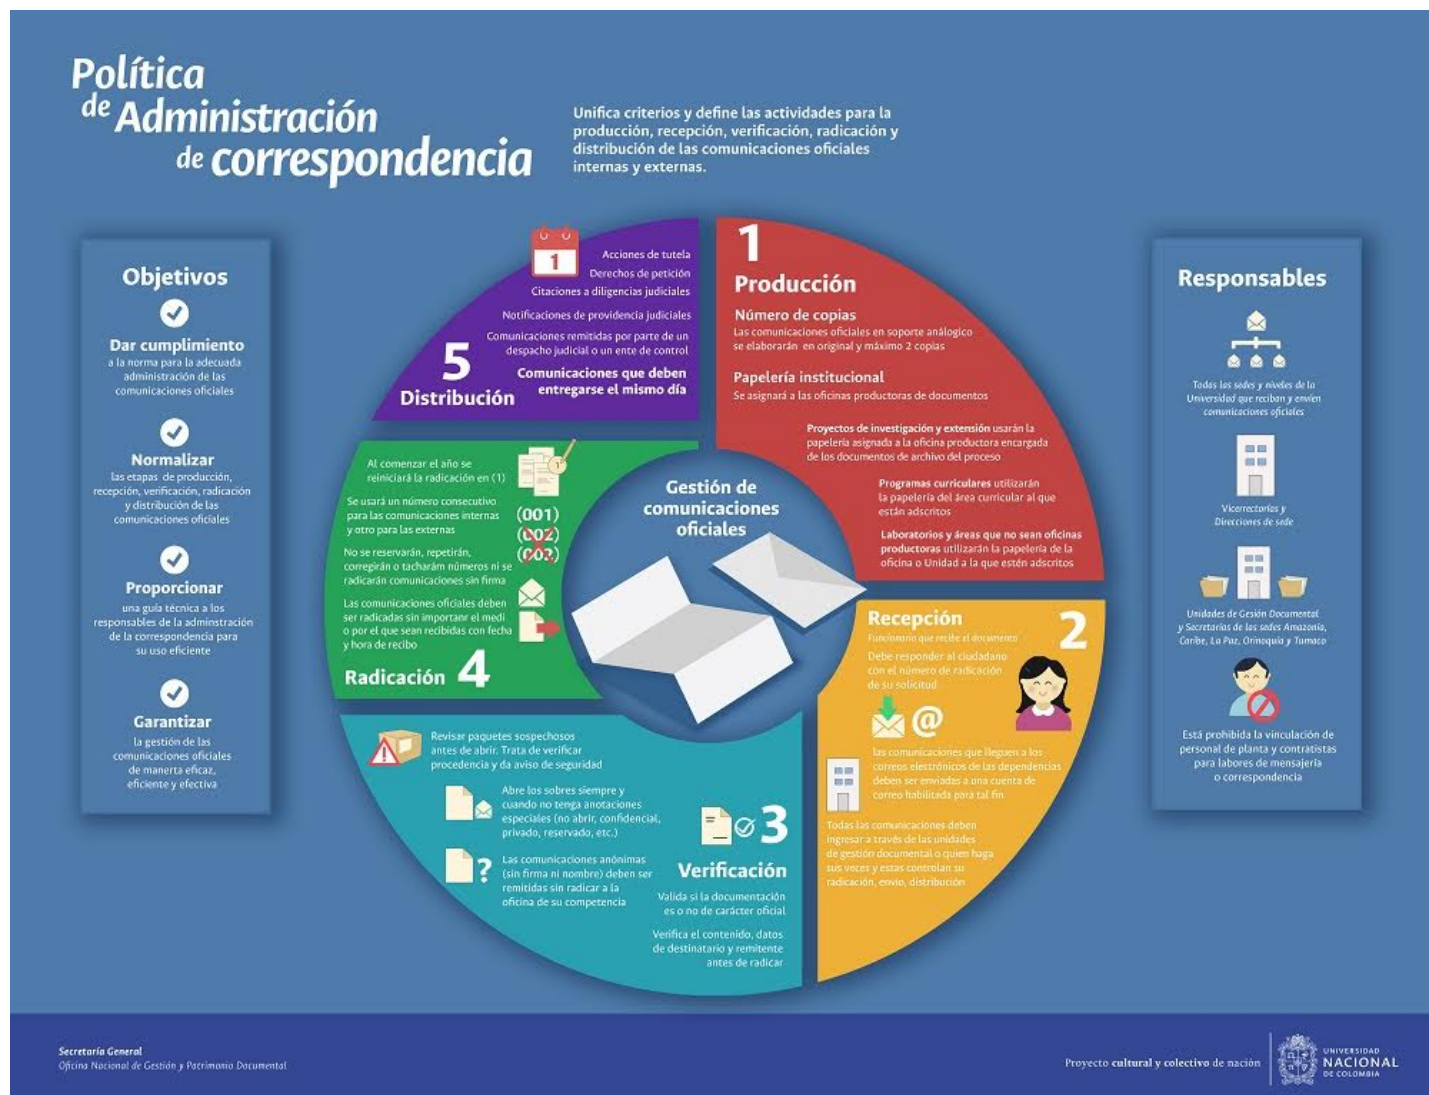 Política
de Administración
de correspondencia
Unifica criterios y define las actividades para la
producción, recepción, verificación, radicación y
distribución de las comunicaciones oficiales
internas y externas.
Objetivos
Dar cumplimiento
a la norma para la adecuada
administración de las
comunicaciones oficiales
Normalizar
las etapas de producción,
recepción, verificación, radicación
y distribución de las
comunicaciones oficiales
Proporcionar
una guía técnica a los
responsables de la adminstración
de la correspondencia para
su uso eficiente
Garantizar
la gestión de las
comunicaciones oficiales
de manerta eficaz,
eficiente y efectiva
1
Producción
Número de copias
Las comunicaciones oficiales en soporte análogico
se elaborarán en original y máximo 2 copias
Papelería institucional
Se asignará a las oficinas productoras de documentos
Proyectos de investigación y extensión usarán la
papelería asignada a la oficina productora encargada
de los documentos de archivo del proceso
Programas curriculares utilizarán
la papelería del área curricular al que
están adscritos
Laboratorios y áreas que no sean oficinas
productoras utilizarán la papelería de la
oficina o Unidad a la que estén adscritos
Recepción 2
Funcionario que recibe el documento
Debe responder al ciudadano
con el número de radicación
de su solicitud
@
las comunicaciones que lleguen a los
correos electrónicos de las dependencias
deben ser enviadas a una cuenta de
correo habilitada para tal fin
Todas las comunicaciones deben
ingresar a través de las unidades
de gestión documental o quien haga
sus veces y estas controlan su
radicación, envio, distribución
3
Verificación
Valida si la documentación
es o no de carácter oficial
Verifica el contenido, datos
de destinatario y remitente
antes de radicar
Revisar paquetes sospechosos
antes de abrir. Trata de verificar
procedencia y da aviso de seguridad
Abre los sobres siempre y
cuando no tenga anotaciones
especiales (no abrir, confidencial,
privado, reservado, etc.)
?
Las comunicaciones anónimas
(sin firma ni nombre) deben ser
remitidas sin radicar a la
oficina de su competencia
Radicación 4
Al comenzar el año se
reiniciará la radicación en (1)
Se usará un número consecutivo
para las comunicaciones internas
y otro para las externas
(001)
(002)
(003)
No se reservarán, repetirán,
corregirán o tacharám números ni se
radicarán comunicaciones sin firma
Las comunicaciones oficiales deben
ser radicadas sin importanr el medi
o por el que sean recibidas con fecha
y hora de recibo
5
Distribución
1
Acciones de tutela
Derechos de petición
Citaciones a diligencias judiciales
Notificaciones de providencia judiciales
Comunicaciones remitidas por parte de un
despacho judicial o un ente de control
Comunicaciones que deben
entregarse el mismo día
Gestión de
comunicaciones
oficiales
Responsables
Todas las sedes y niveles de la
Universidad que reciban y envíen
comunicaciones oficiales
Vicerrectorías y
Direcciones de sede
Unidades de Gesión Documental
y Secretarías de las sedes Amazonía,
Caribe, La Paz, Orinoquía y Tumaco
Está prohibida la vinculación de
personal de planta y contratistas
para labores de mensajería
o correspondencia
Secretaría General
Oficina Nacional de Gestión y Patrimonio Documental
Proyecto cultural y colectivo de nación
UNIVERSIDAD
NACIONAL
DE COLOMBIA